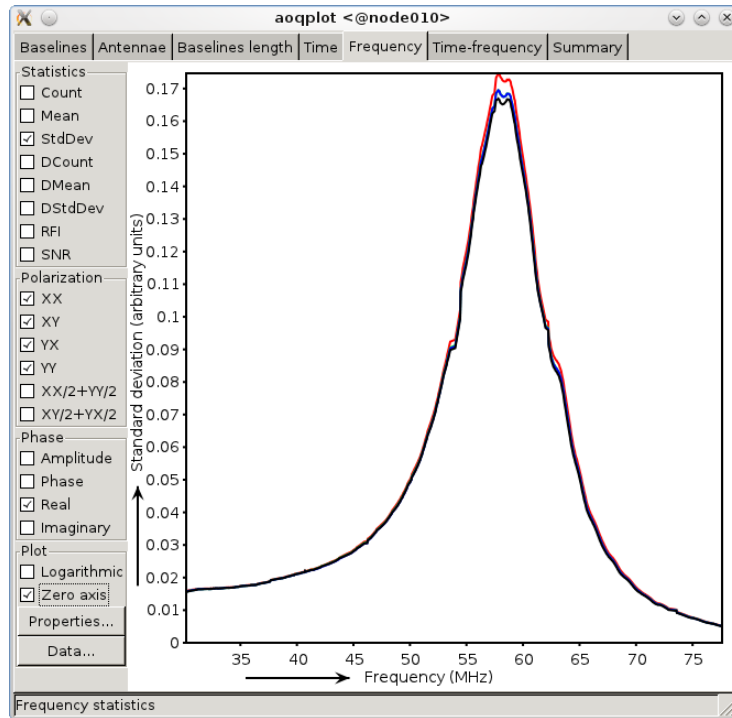 aoqplot <@node010>
Baselines Antennae Baselines length Time Frequency Time-frequency Summary
Statistics
Count
Mean
StdDev
DCount
DMean
DStdDev
RFI
SNR
Polarization
XX
XY
YX
YY
XX/2+YY/2
XY/2+YX/2
Phase
Amplitude
Phase
Real
Imaginary
Plot
Logarithmic
Zero axis
Properties...
Data...
Standard deviation (arbitrary units)
0.17
0.16
0.15
0.14
0.13
0.12
0.11
0.1
0.09
0.08
0.07
0.06
0.05
0.04
0.03
0.02
0.01
0
35 40 45 50 55 60 65 70 75
Frequency (MHz)
Frequency statistics